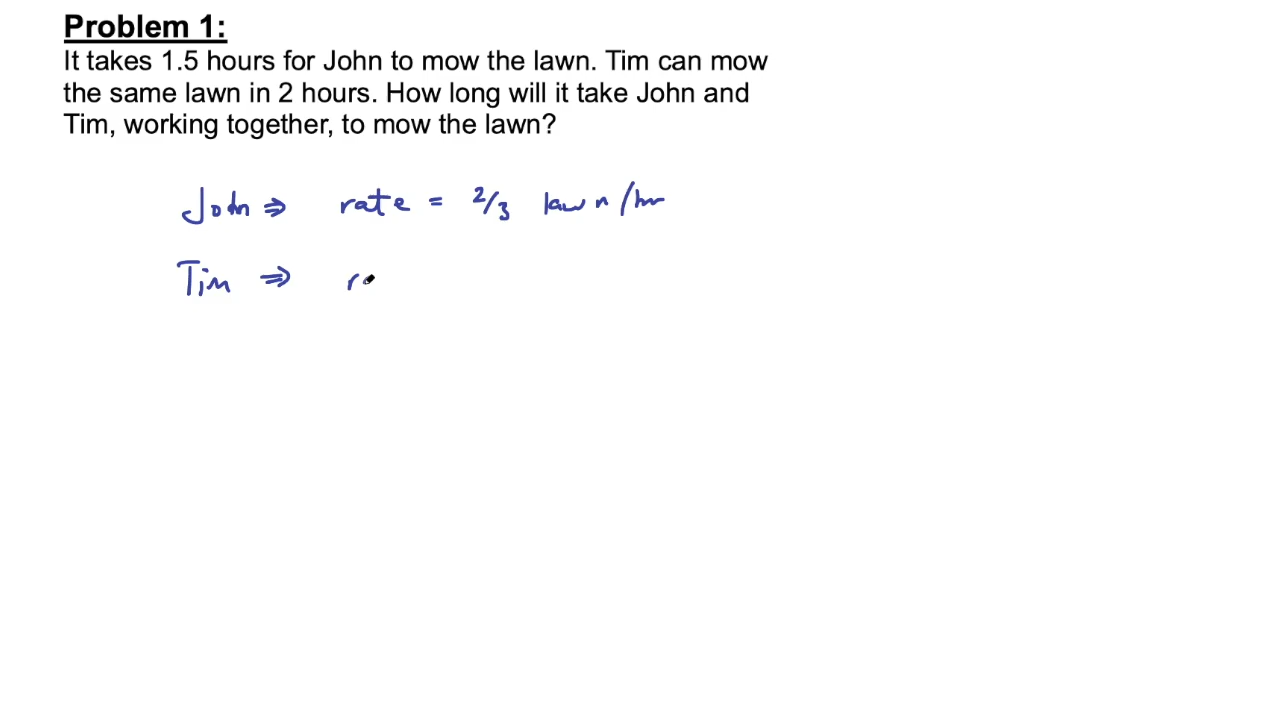 Problem 1:
It takes 1.5 hours for John to mow the lawn. Tim can mow
the same lawn in 2 hours. How long will it take John and
Tim, working together, to mow the lawn?
John ⇒ rate = 2/3 lawn/hr
Tim ⇒ r